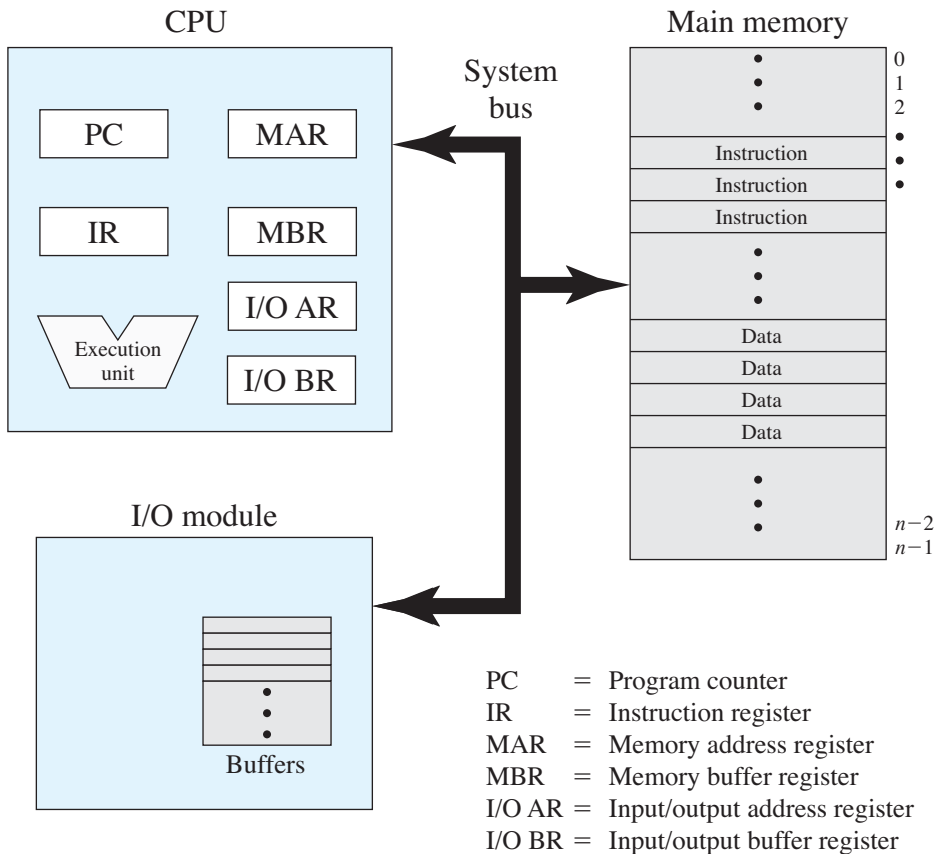 CPU
PC
MAR
IR
MBR
I/O AR
I/O BR
Execution
unit
System
bus
Main memory
0
1
2
Instruction
Instruction
Instruction
Data
Data
Data
Data
n−2
n−1
I/O module
Buffers
PC = Program counter
IR = Instruction register
MAR = Memory address register
MBR = Memory buffer register
I/O AR = Input/output address register
I/O BR = Input/output buffer register